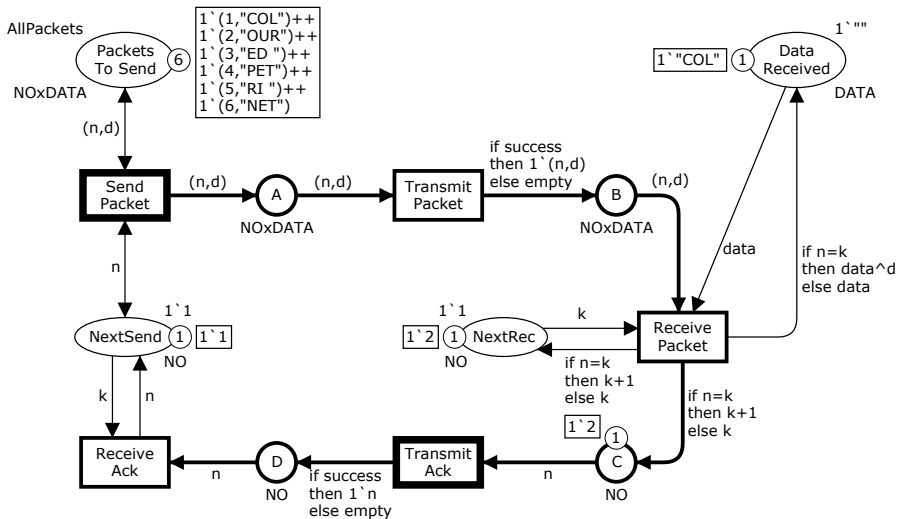 AllPackets
Packets
To Send
6
1`(1,"COL")++
1`(2,"OUR")++
1`(3,"ED ")++
1`(4,"PET")++
1`(5,"RI ")++
1`(6,"NET")
NOxDATA
1`""
1`"COL"
1
Data
Received
DATA
(n,d)
Send
Packet
(n,d)
A
NOxDATA
(n,d)
Transmit
Packet
if success
then 1`(n,d)
else empty
B
NOxDATA
(n,d)
data
if n=k
then data^d
else data
n
1`1
NextSend
1
1`1
NO
1`1
1`2
1
NextRec
NO
k
Receive
Packet
if n=k
then k+1
else k
if n=k
then k+1
else k
k
n
Receive
Ack
n
D
NO
if success
then 1`n
else empty
Transmit
Ack
n
1`2
1
C
NO